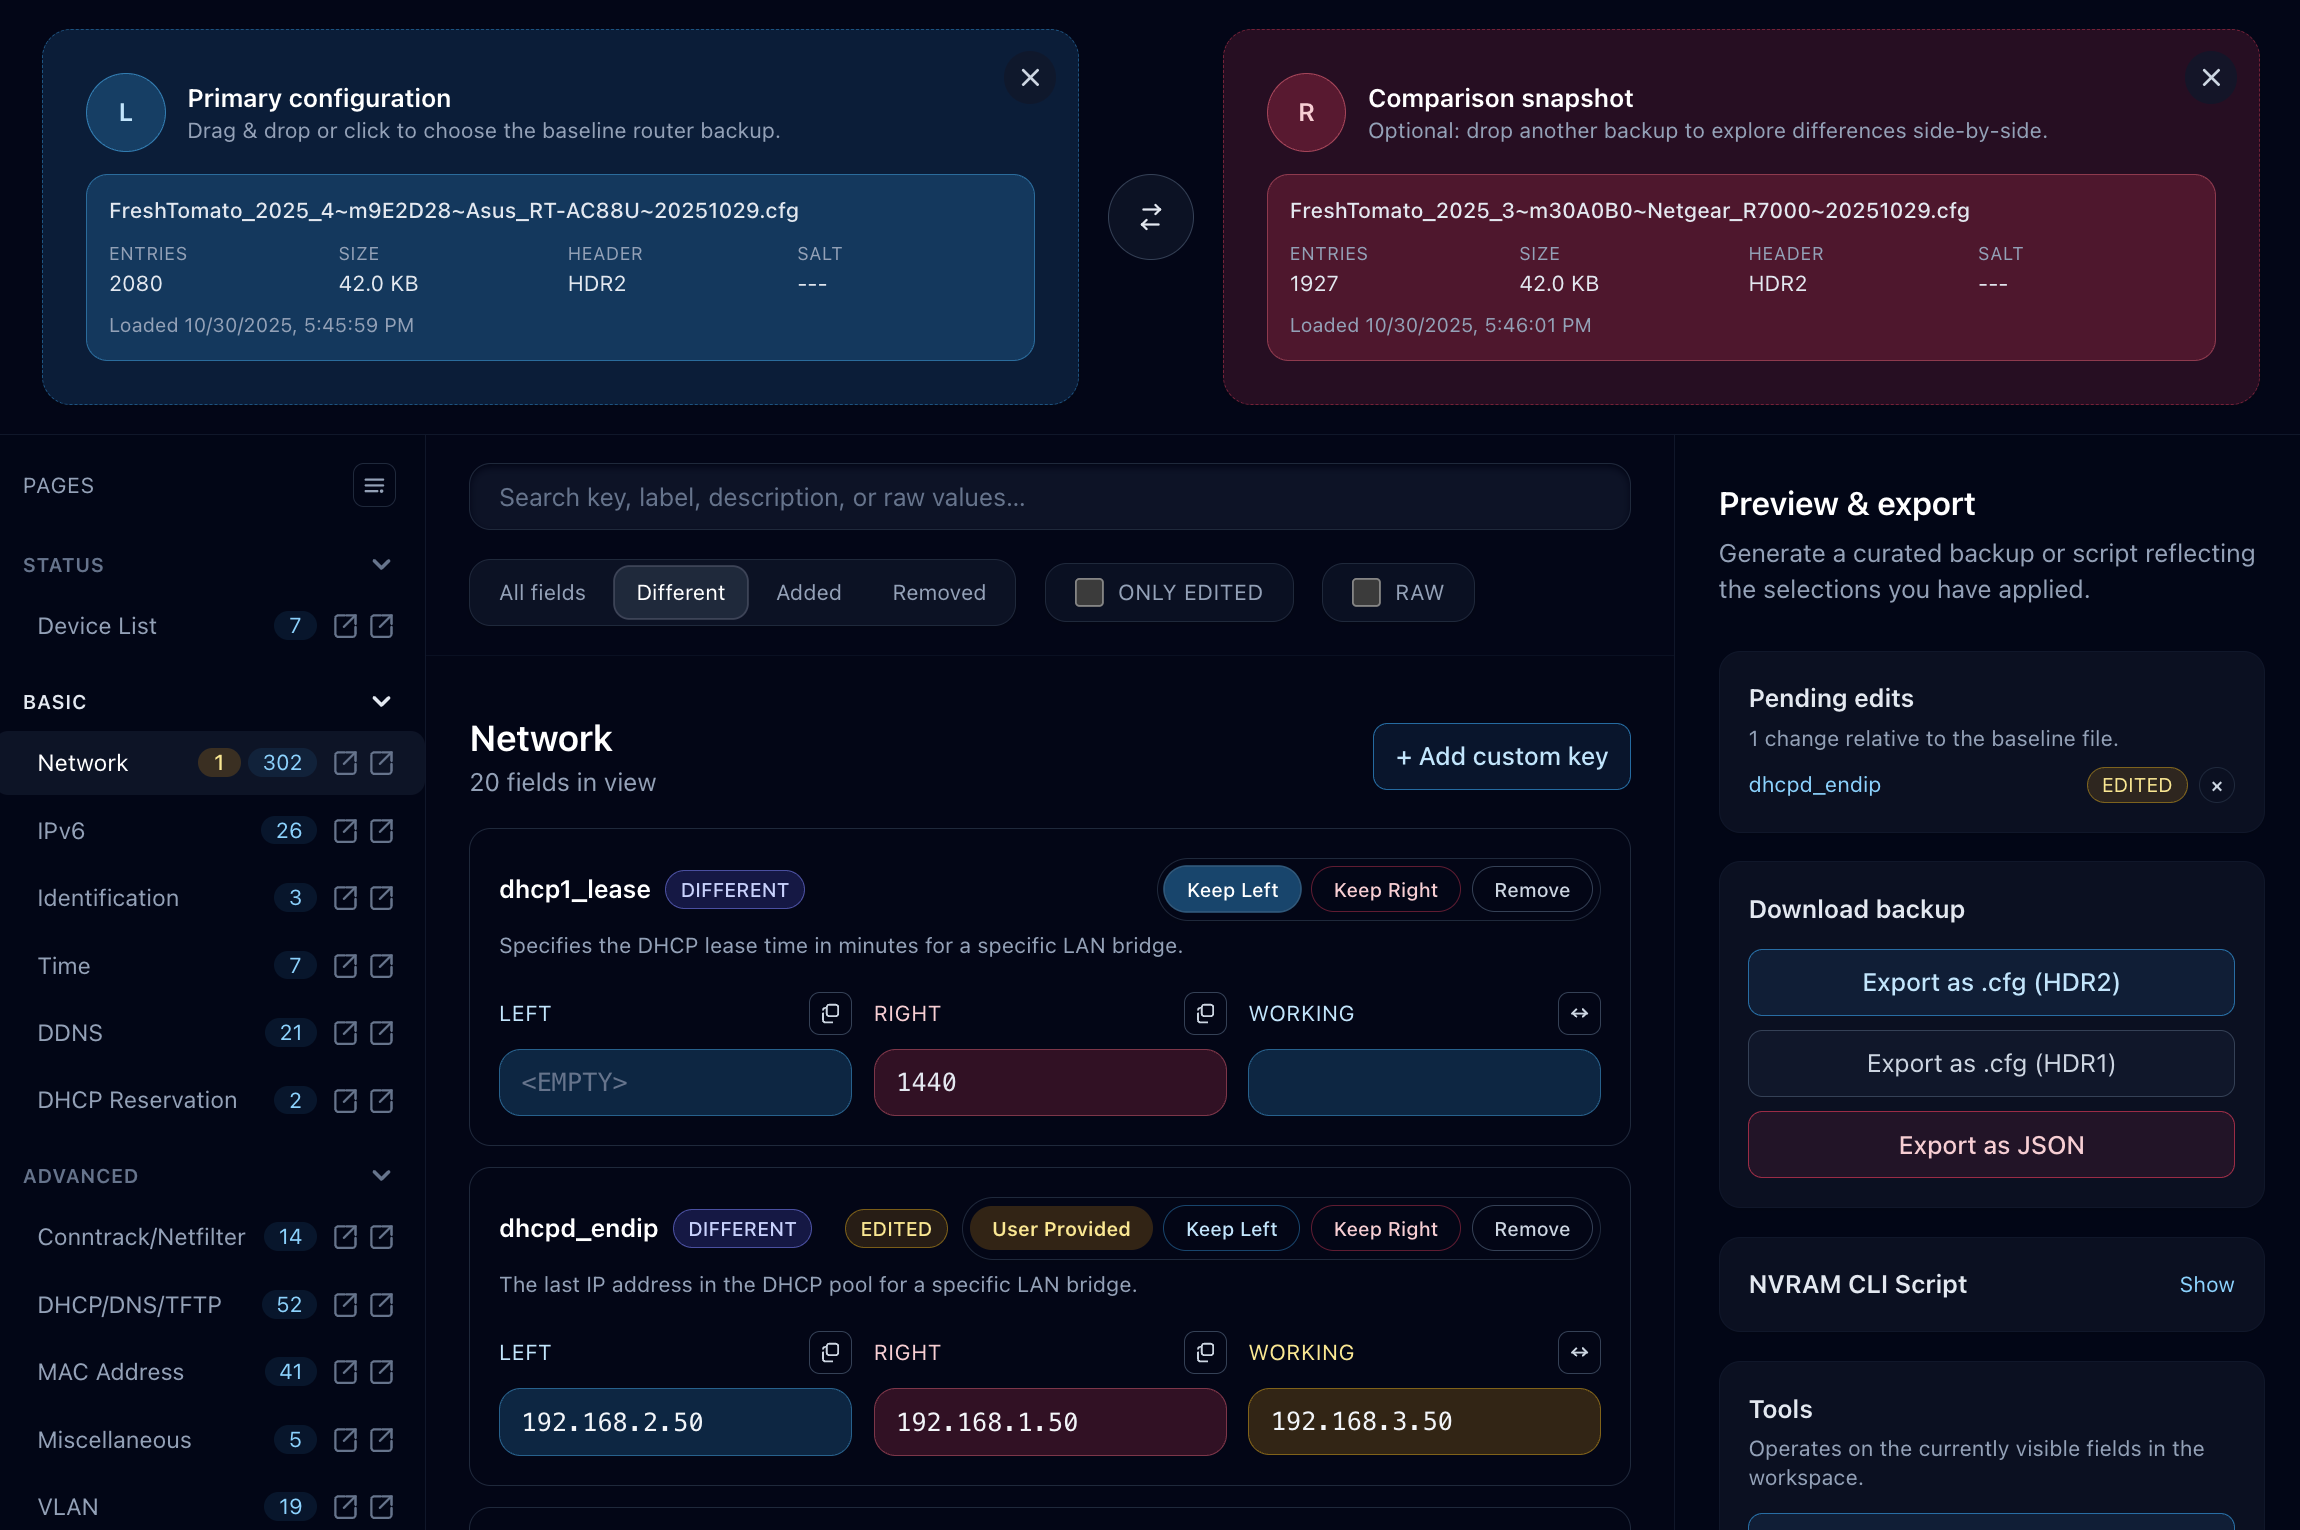 L
Primary configuration
Drag & drop or click to choose the baseline router backup.
FreshTomato_2025_4~m9E2D28~Asus_RT-AC88U~20251029.cfg
ENTRIES SIZE HEADER SALT
2080 42.0 KB HDR2 ---
Loaded 10/30/2025, 5:45:59 PM
R
Comparison snapshot
Optional: drop another backup to explore differences side-by-side.
FreshTomato_2025_3~m30A0B0~Netgear_R7000~20251029.cfg
ENTRIES SIZE HEADER SALT
1927 42.0 KB HDR2 ---
Loaded 10/30/2025, 5:46:01 PM
PAGES
STATUS
Device List 7
BASIC
Network 1 302
IPv6 26
Identification 3
Time 7
DDNS 21
DHCP Reservation 2
ADVANCED
Conntrack/Netfilter 14
DHCP/DNS/TFTP 52
MAC Address 41
Miscellaneous 5
VLAN 19
Search key, label, description, or raw values...
All fields Different Added Removed ONLY EDITED RAW
Network
20 fields in view
+ Add custom key
dhcp1_lease DIFFERENT Keep Left Keep Right Remove
Specifies the DHCP lease time in minutes for a specific LAN bridge.
LEFT RIGHT WORKING
<EMPTY> 1440
dhcpd_endip DIFFERENT EDITED User Provided Keep Left Keep Right Remove
The last IP address in the DHCP pool for a specific LAN bridge.
LEFT RIGHT WORKING
192.168.2.50 192.168.1.50 192.168.3.50
Preview & export
Generate a curated backup or script reflecting
the selections you have applied.
Pending edits
1 change relative to the baseline file.
dhcpd_endip EDITED ×
Download backup
Export as .cfg (HDR2)
Export as .cfg (HDR1)
Export as JSON
NVRAM CLI Script Show
Tools
Operates on the currently visible fields in the
workspace.